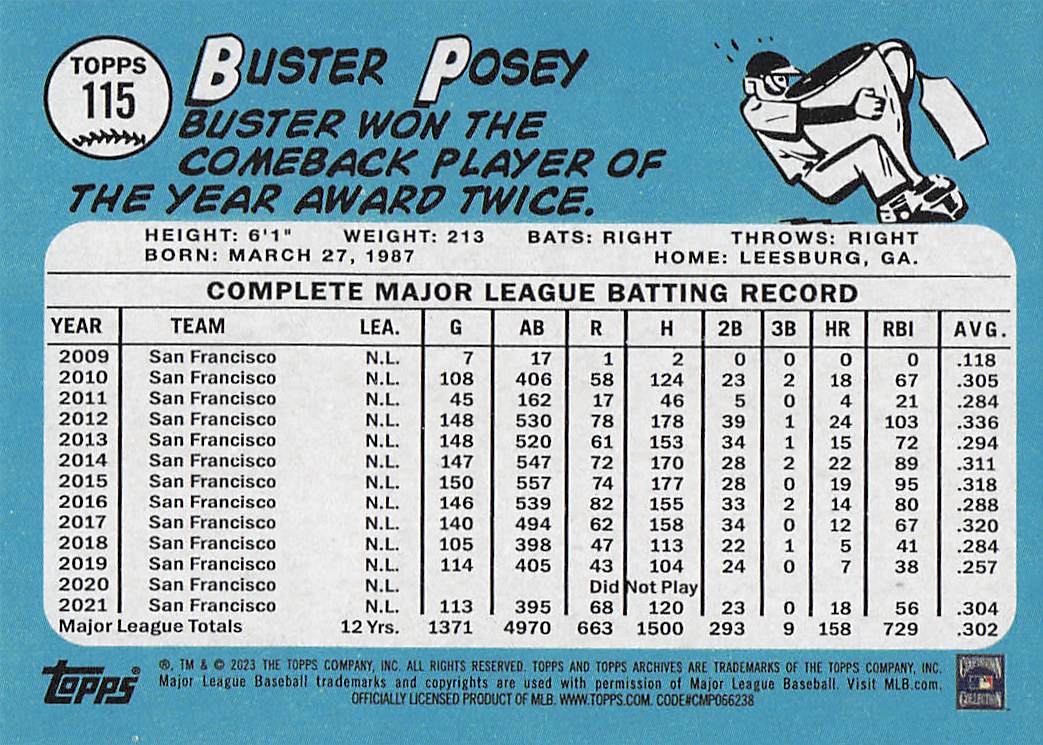 TOPPS
115
BUSTER POSEY
BUSTER WON THE
COMEBACK PLAYER OF
THE YEAR AWARD TWICE.
HEIGHT: 6'1" WEIGHT: 213 BATS: RIGHT THROWS: RIGHT
BORN: MARCH 27, 1987 HOME: LEESBURG, GA.
COMPLETE MAJOR LEAGUE BATTING RECORD
YEAR TEAM LEA. G AB R H 2B 3B HR RBI AVG.
2009 San Francisco N.L. 7 17 1 2 0 0 0 0 .118
2010 San Francisco N.L. 108 406 58 124 23 2 18 67 .305
2011 San Francisco N.L. 45 162 17 46 5 0 4 21 .284
2012 San Francisco N.L. 148 530 78 178 39 1 24 103 .336
2013 San Francisco N.L. 148 520 61 153 34 1 15 72 .294
2014 San Francisco N.L. 147 547 72 170 28 2 22 89 .311
2015 San Francisco N.L. 150 557 74 177 28 0 19 95 .318
2016 San Francisco N.L. 146 539 82 155 33 2 14 80 .288
2017 San Francisco N.L. 140 494 62 158 34 0 12 67 .320
2018 San Francisco N.L. 105 398 47 113 22 1 5 41 .284
2019 San Francisco N.L. 114 405 43 104 24 0 7 38 .257
2020 San Francisco N.L. Did Not Play
2021 San Francisco N.L. 113 395 68 120 23 0 18 56 .304
Major League Totals 12 Yrs. 1371 4970 663 1500 293 9 158 729 .302
Topps®
®, TM & © 2023 THE TOPPS COMPANY, INC. ALL RIGHTS RESERVED. TOPPS AND TOPPS ARCHIVES ARE TRADEMARKS OF THE TOPPS COMPANY, INC.
Major League Baseball trademarks and copyrights are used with permission of Major League Baseball. Visit MLB.com.
OFFICIALLY LICENSED PRODUCT OF MLB. WWW.TOPPS.COM. CODE#CMP066238
COOPERSTOWN
COLLECTION